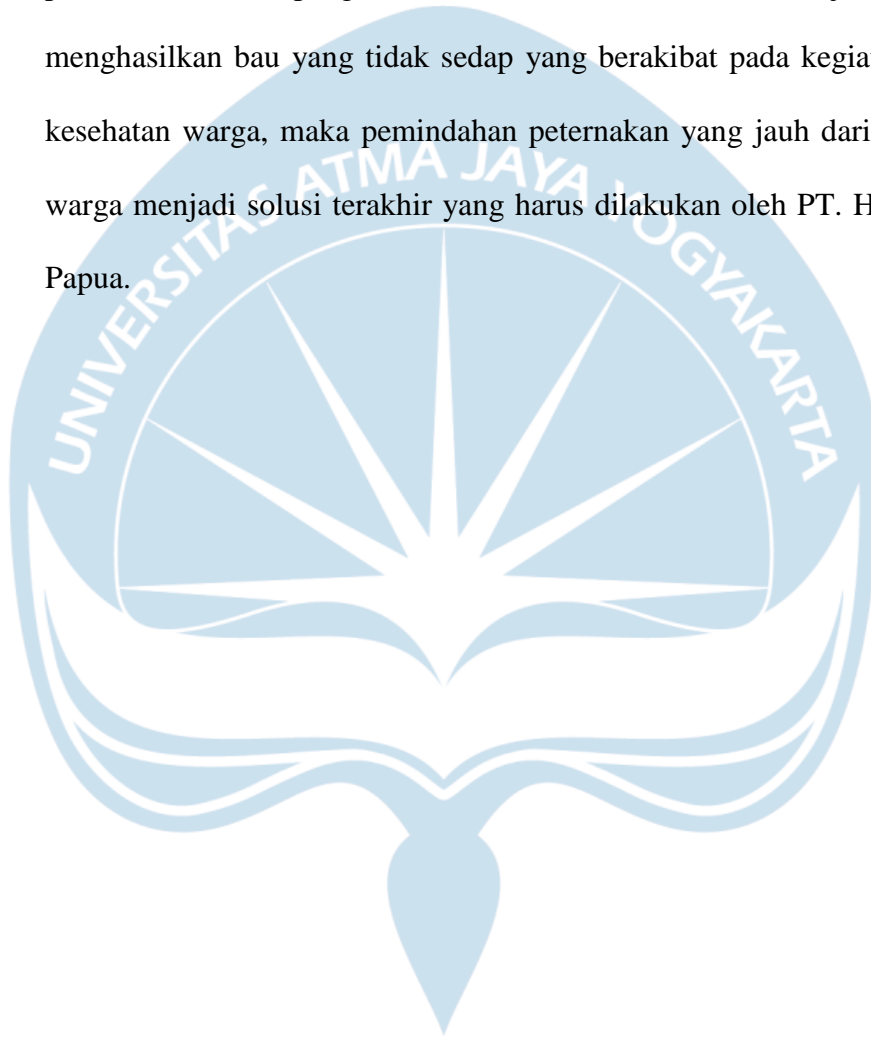 menghasilkan bau yang tidak sedap yang berakibat pada
kesehatan warga, maka pemindahan peternakan yang jauh dari
warga menjadi solusi terakhir yang harus dilakukan oleh PT.
Papua.
UNIVERSITAS ATMA JAYA YOGYAKARTA